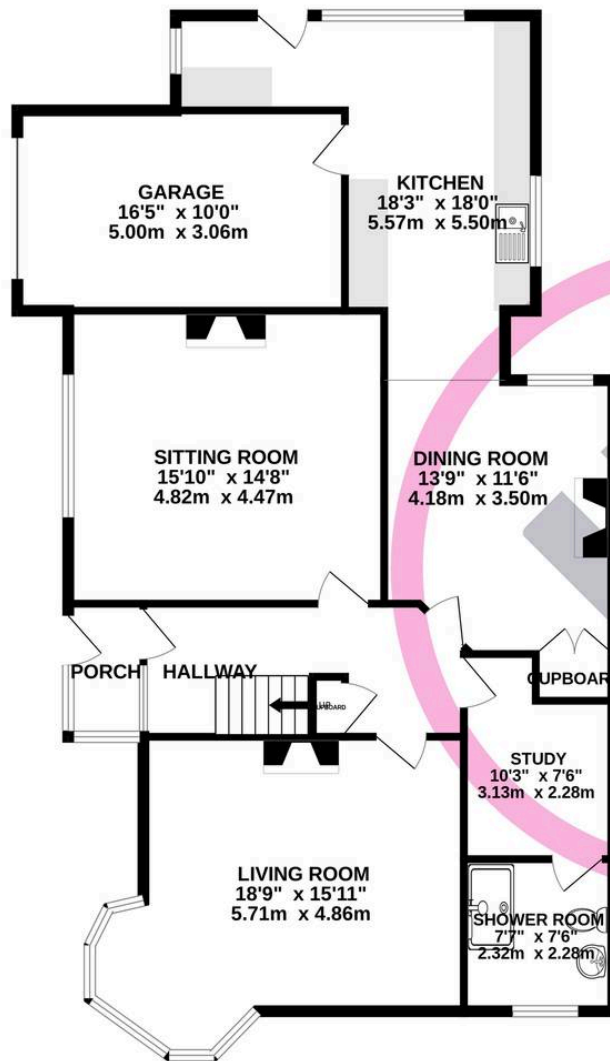 GARAGE
16'5" x 10'0"
5.00m x 3.06m
KITCHEN
18'3" x 18'0"
5.57m x 5.50m
SITTING ROOM
15'10" x 14'8"
4.82m x 4.47m
DINING ROOM
13'9" x 11'6"
4.18m x 3.50m
PORCH
HALLWAY
CUPBOAR
UP
STUDY
10'3" x 7'6"
3.13m x 2.28m
LIVING ROOM
18'9" x 15'11"
5.71m x 4.86m
SHOWER ROOM
7'7" x 7'6"
2.32m x 2.28m